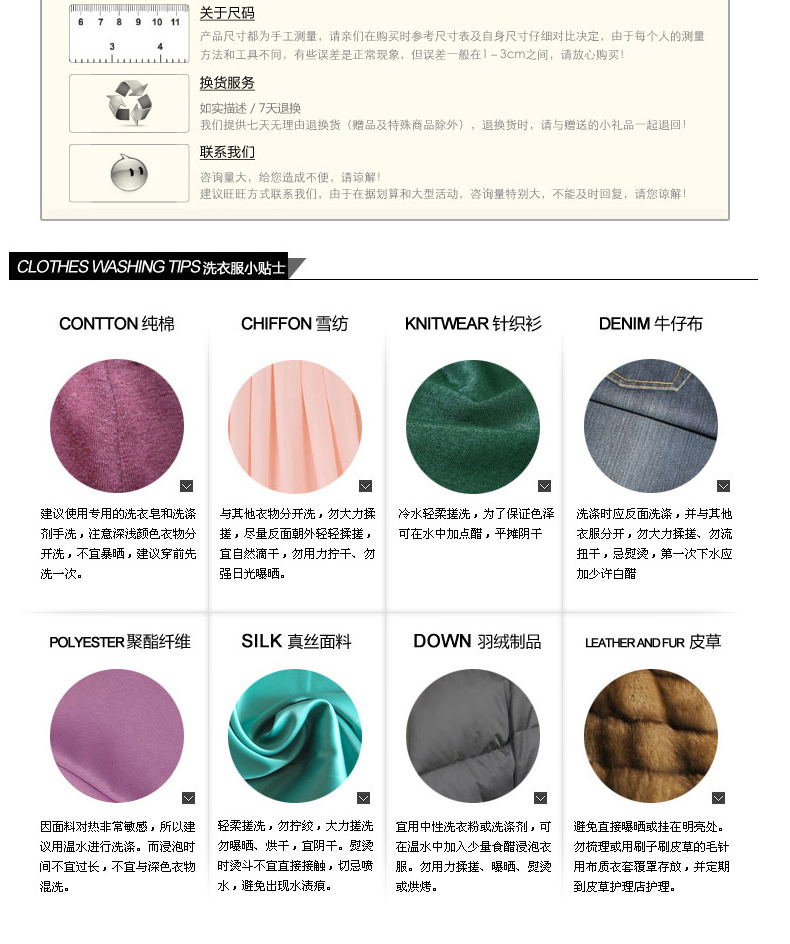 6 7 8 9 10 11
3 4
关于尺码
产品尺寸都为手工测量，请亲们在购买时参考尺寸表及自身尺寸仔细对比决定，由于每个人的测量
方法和工具不同，有些误差是正常现象，但误差一般在1-3cm之间，请放心购买！
换货服务
如实描述 / 7天退换
我们提供七天无理由退换货（赠品及特殊商品除外），退换货时，请与赠送的小礼品一起退回！
联系我们
咨询量大，给您造成不便，请谅解！
建议旺旺方式联系我们，由于在据划算和大型活动，咨询量特别大，不能及时回复，请您谅解！
CLOTHES WASHING TIPS 洗衣服小贴士
CONTTON 纯棉
建议使用专用的洗衣皂和洗涤
剂手洗，注意深浅颜色衣物分
开洗，不宜暴晒，建议穿前先
洗一次。
CHIFFON 雪纺
与其他衣物分开洗，勿大力揉
搓，尽量反面朝外轻轻揉搓，
宜自然滴干，勿用力拧干、勿
强日光曝晒。
KNITWEAR 针织衫
冷水轻柔搓洗，为了保证色泽
可在水中加点醋，平摊阴干
DENIM 牛仔布
洗涤时应反面洗涤，并与其他
衣服分开，勿大力揉搓、勿流
扭干，忌熨烫，第一次下水应
加少许白醋
POLYESTER 聚酯纤维
因面料对热非常敏感，所以建
议用温水进行洗涤。而浸泡时
间不宜过长，不宜与深色衣物
混洗。
SILK 真丝面料
轻柔搓洗，勿拧绞，大力搓洗
勿曝晒、烘干，宜阴干。熨烫
时烫斗不宜直接接触，切忌喷
水，避免出现水渍痕。
DOWN 羽绒制品
宜用中性洗衣粉或洗涤剂，可
在温水中加入少量食醋浸泡衣
服。勿用力揉搓、曝晒、熨烫
或烘烤。
LEATHER AND FUR 皮草
避免直接曝晒或挂在明亮处。
勿梳理或用刷子刷皮草的毛针
用布质衣套覆罩存放，并定期
到皮草护理店护理。